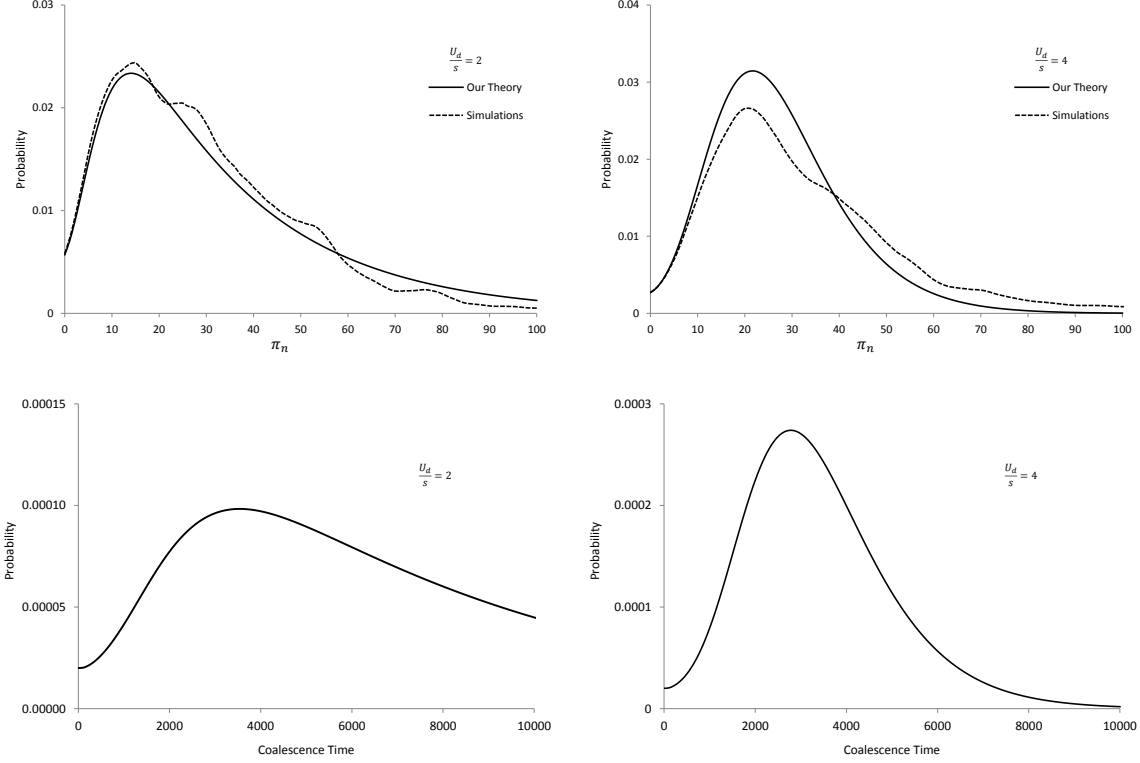 0.03
0.02
0.01
0
Probability
0 10 20 30 40 50 60 70 80 90 100
π_n
U_d/s = 2
Our Theory
Simulations
0.04
0.03
0.02
0.01
0
Probability
0 10 20 30 40 50 60 70 80 90 100
π_n
U_d/s = 4
Our Theory
Simulations
0.00015
0.00010
0.00005
0.00000
Probability
0 2000 4000 6000 8000 10000
Coalescence Time
U_d/s = 2
0.0003
0.0002
0.0001
0
Probability
0 2000 4000 6000 8000 10000
Coalescence Time
U_d/s = 4